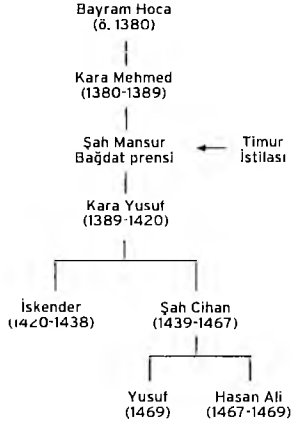 Bayram Hoca
(ö. 1380)
Kara Mehmed
(1380-1389)
Şah Mansur
Bağdat prensi
Timur
İstilası
Kara Yusuf
(1389-1420)
İskender
(1420-1438)
Şah Cihan
(1439-1467)
Yusuf
(1469)
Hasan Ali
(1467-1469)